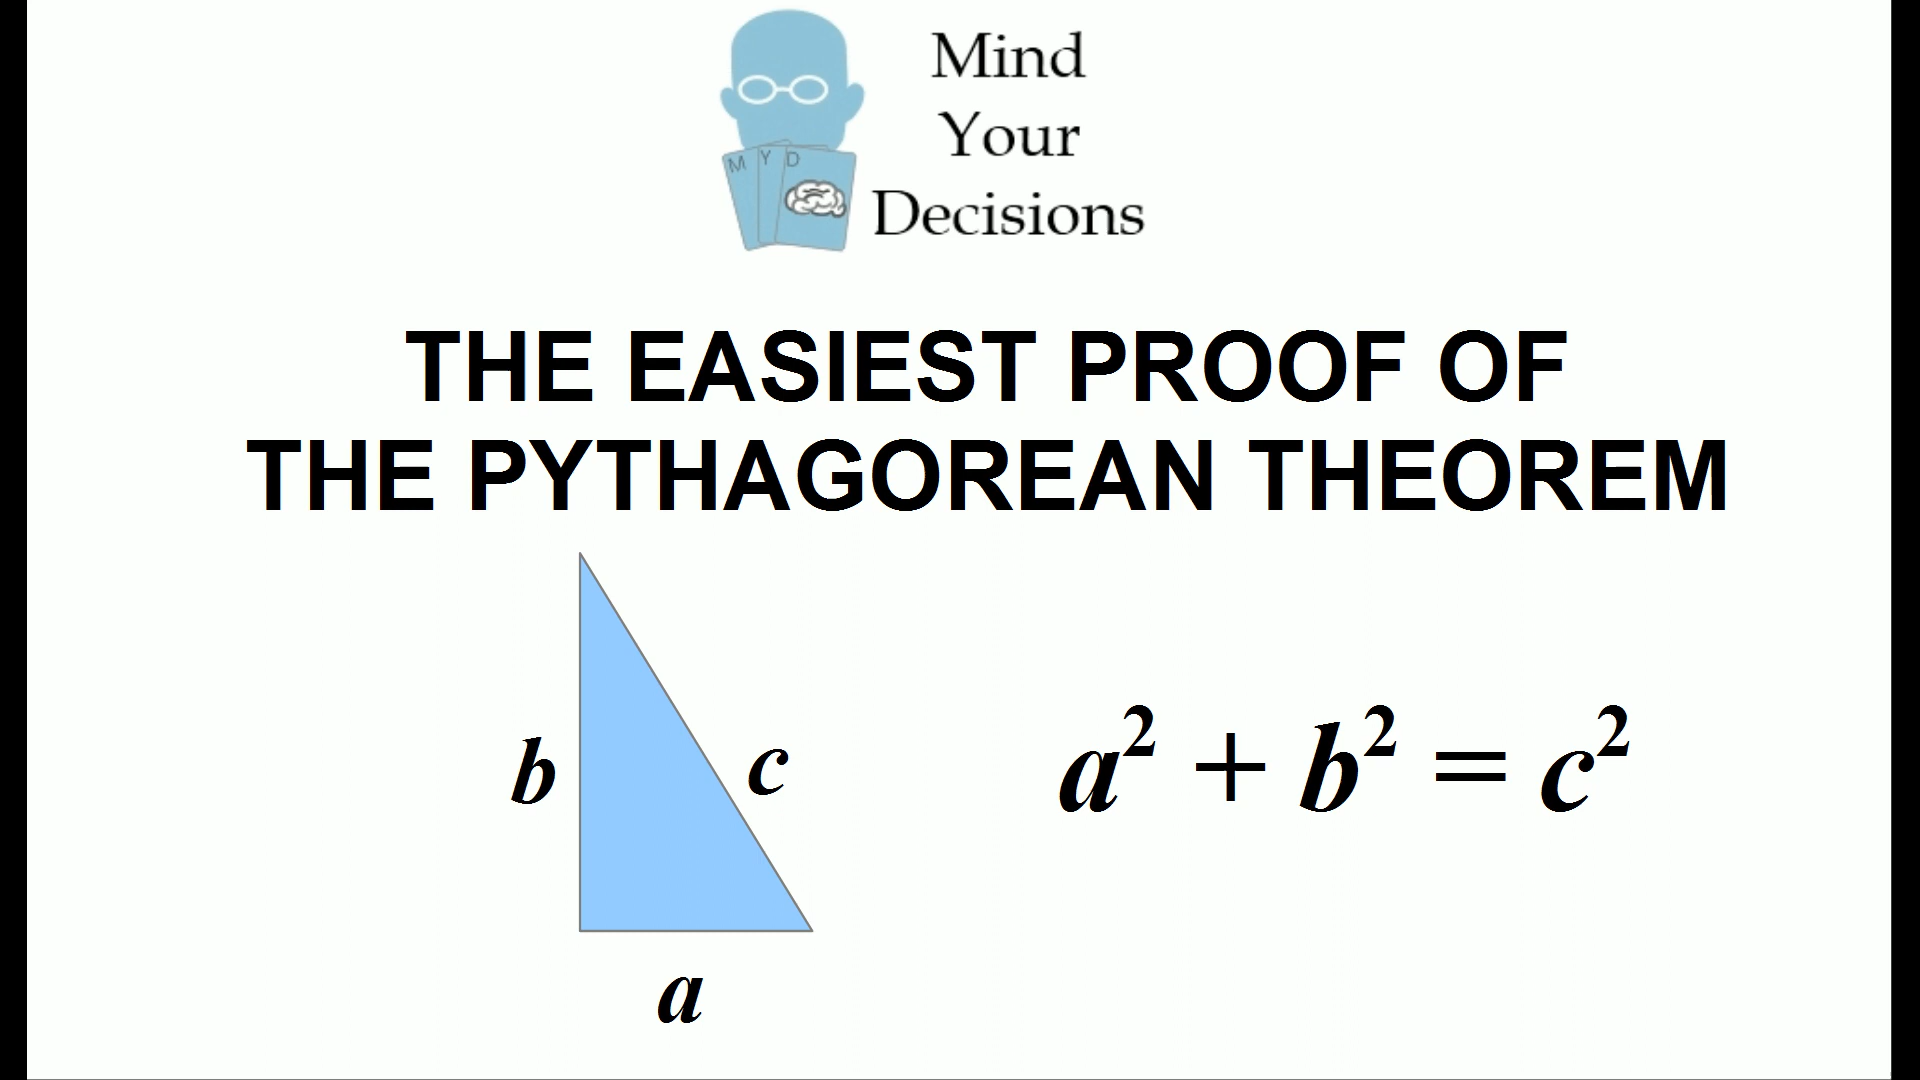 Mind
Your
Decisions
M Y D
THE EASIEST PROOF OF
THE PYTHAGOREAN THEOREM
b
c
a
a² + b² = c²